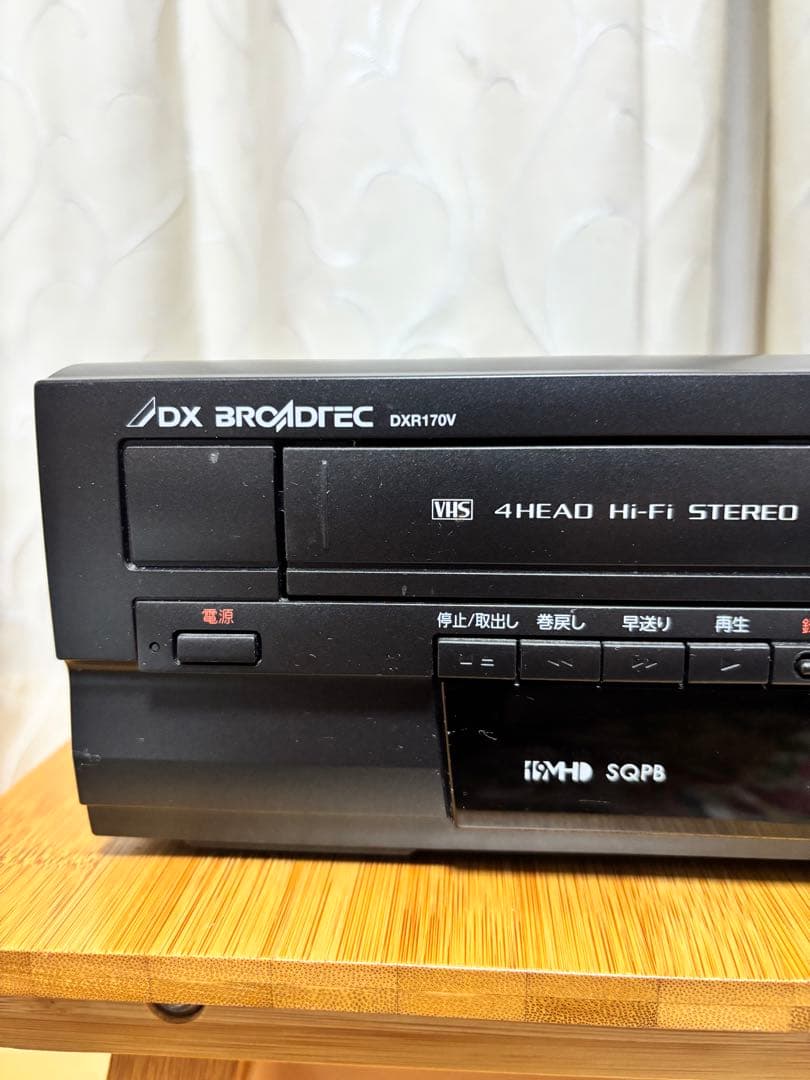 DX BROADTEC DXR170V
VHS 4HEAD Hi-Fi STEREO
電源
停止/取出し 巻戻し 早送り 再生
SQPB